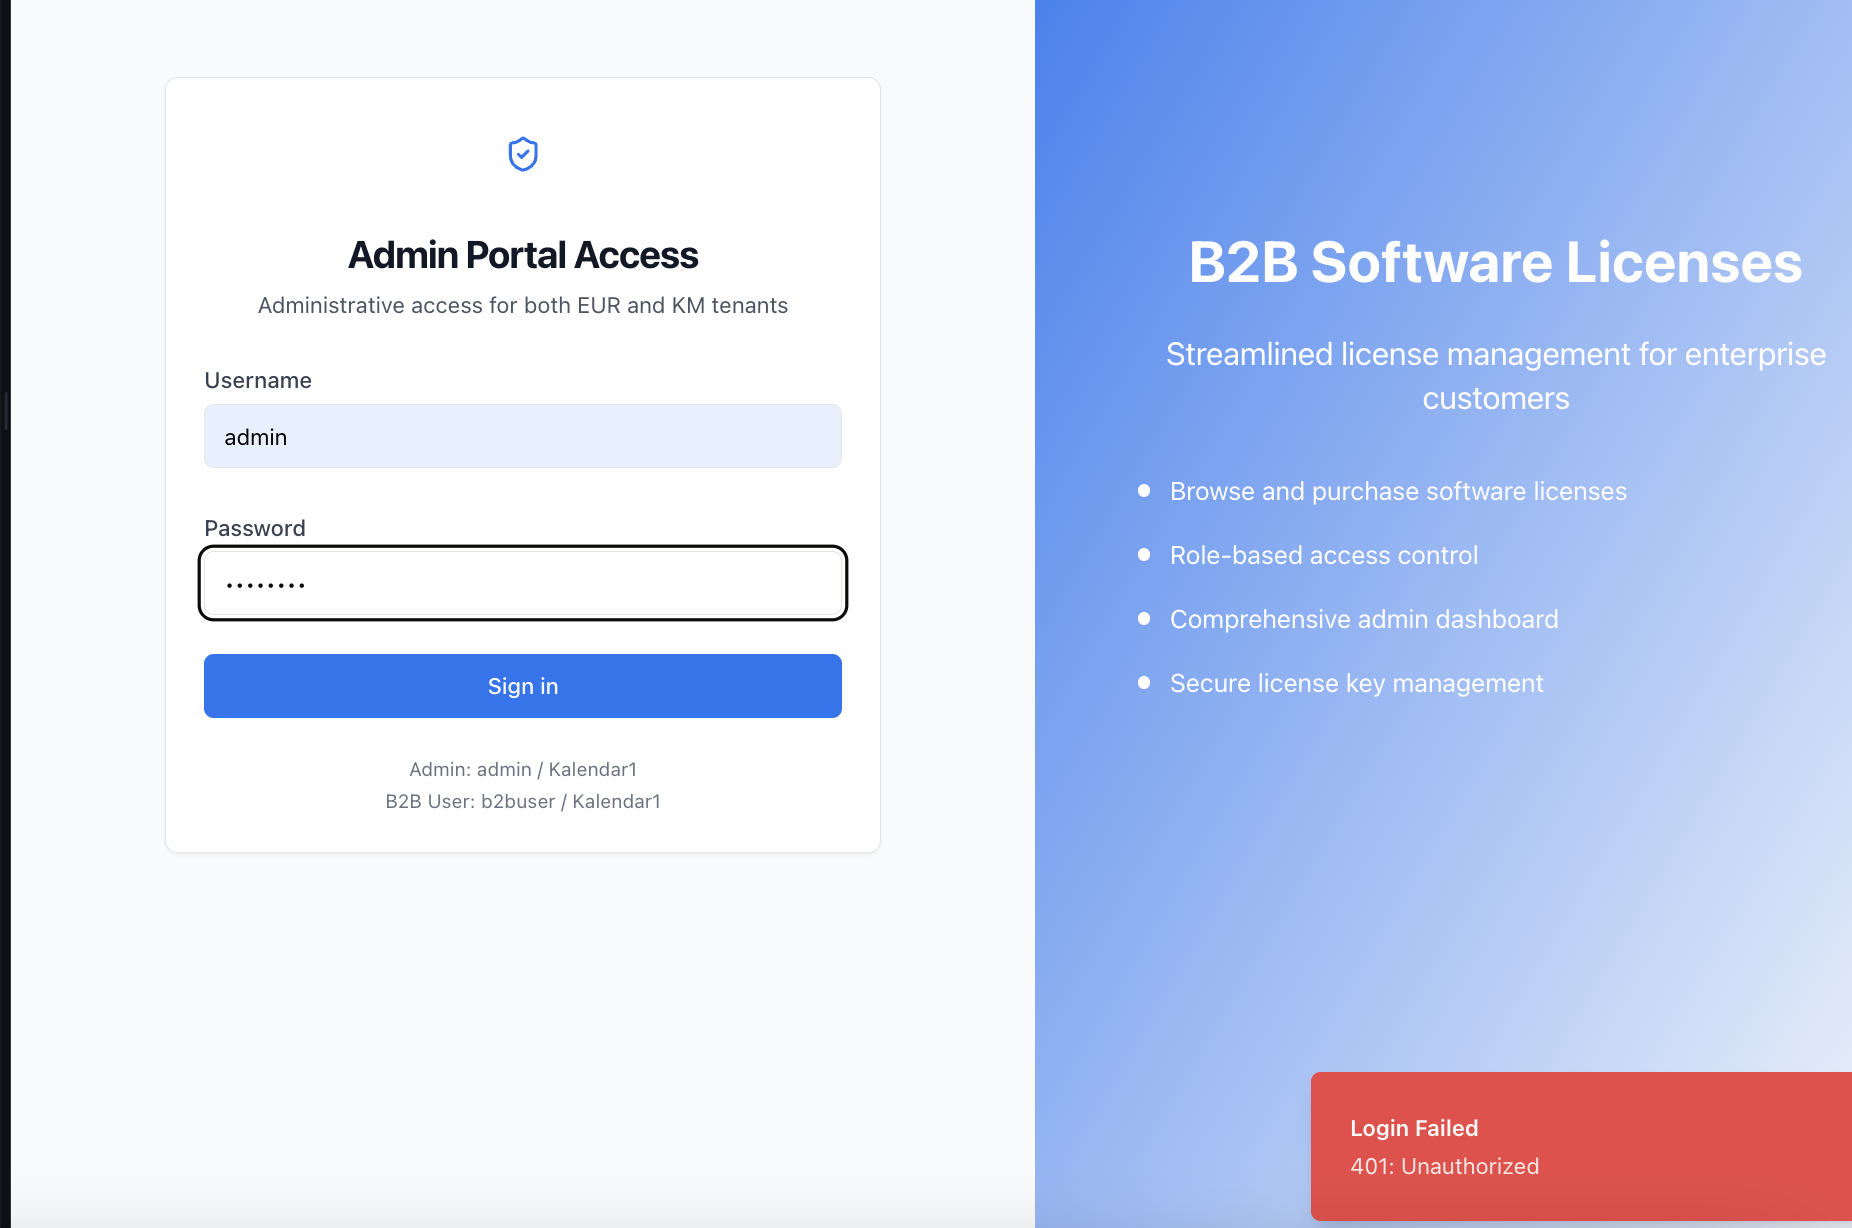 Admin Portal Access
Administrative access for both EUR and KM tenants
Username
admin
Password
••••••••
Sign in
Admin: admin / Kalendar1
B2B User: b2buser / Kalendar1
B2B Software Licenses
Streamlined license management for enterprise
customers
Browse and purchase software licenses
Role-based access control
Comprehensive admin dashboard
Secure license key management
Login Failed
401: Unauthorized